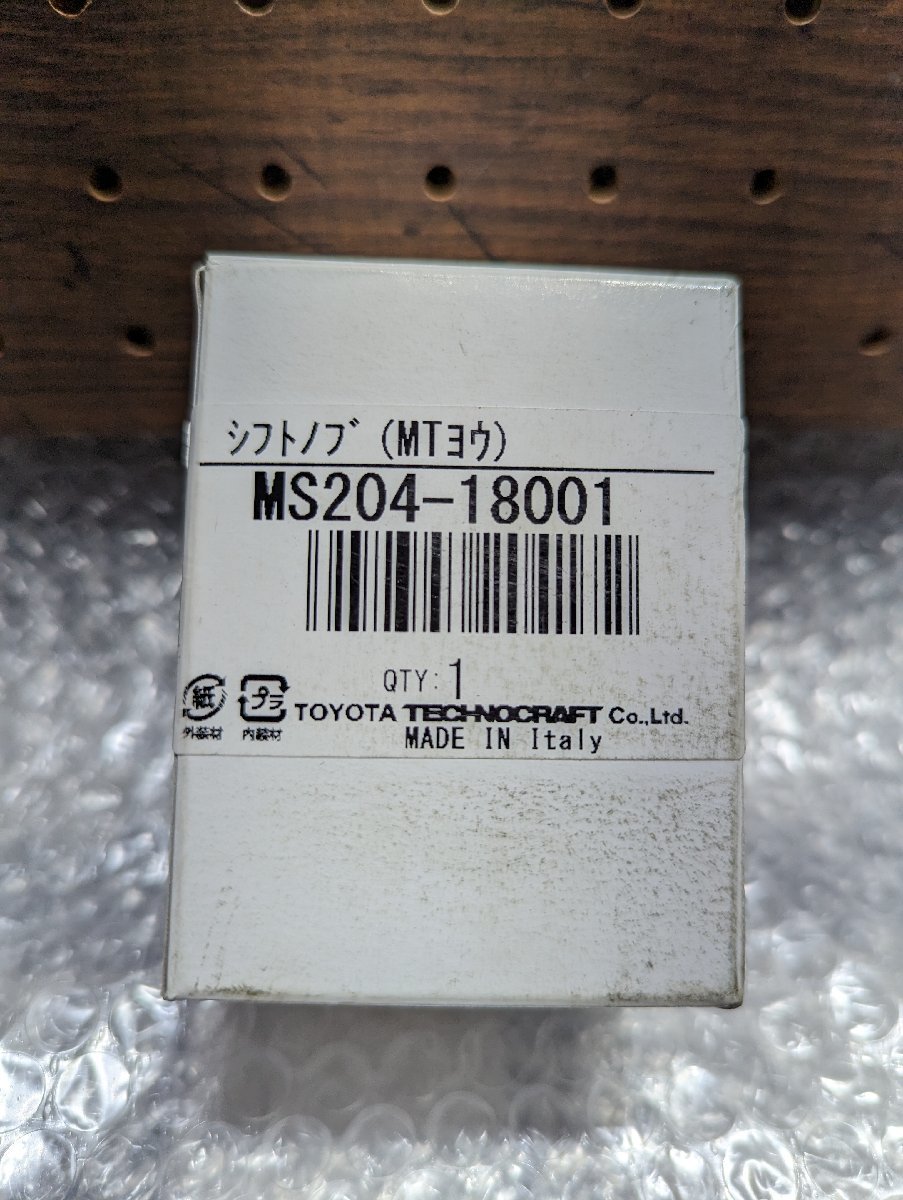 ｼﾌﾄﾉﾌﾞ (MTﾖｳ)
MS204-18001
QTY: 1
紙
外装材
プラ
内装材
TOYOTA TECHNOCRAFT Co.,Ltd.
MADE IN Italy